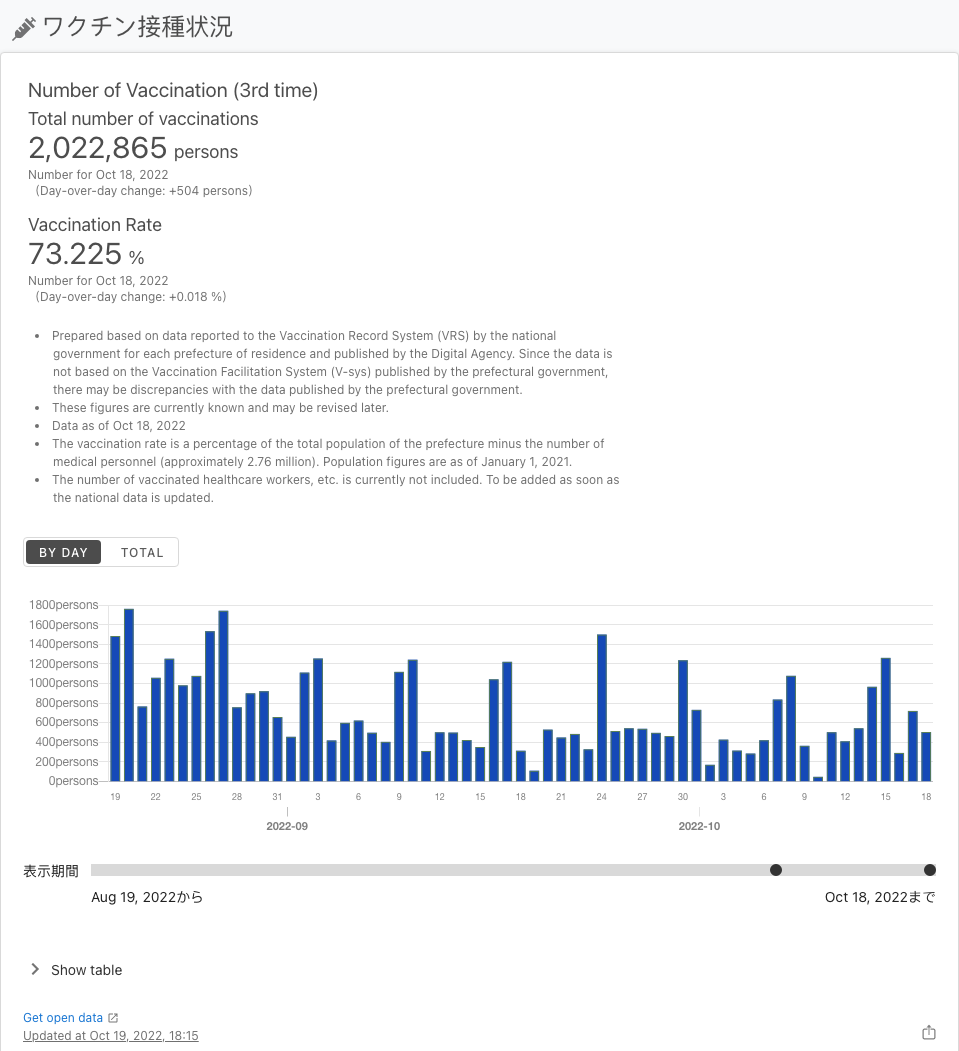 ワクチン接種状況
Number of Vaccination (3rd time)
Total number of vaccinations
2,022,865 persons
Number for Oct 18, 2022
(Day-over-day change: +504 persons)
Vaccination Rate
73.225 %
Number for Oct 18, 2022
(Day-over-day change: +0.018 %)
• Prepared based on data reported to the Vaccination Record System (VRS) by the national
government for each prefecture of residence and published by the Digital Agency. Since the data is
not based on the Vaccination Facilitation System (V-sys) published by the prefectural government,
there may be discrepancies with the data published by the prefectural government.
• These figures are currently known and may be revised later.
• Data as of Oct 18, 2022
• The vaccination rate is a percentage of the total population of the prefecture minus the number of
medical personnel (approximately 2.76 million). Population figures are as of January 1, 2021.
• The number of vaccinated healthcare workers, etc. is currently not included. To be added as soon as
the national data is updated.
BY DAY TOTAL
1800persons
1600persons
1400persons
1200persons
1000persons
800persons
600persons
400persons
200persons
0persons
19 22 25 28 31 3 6 9 12 15 18 21 24 27 30 3 6 9 12 15 18
2022-09 2022-10
表示期間
Aug 19, 2022から Oct 18, 2022まで
Show table
Get open data
Updated at Oct 19, 2022, 18:15